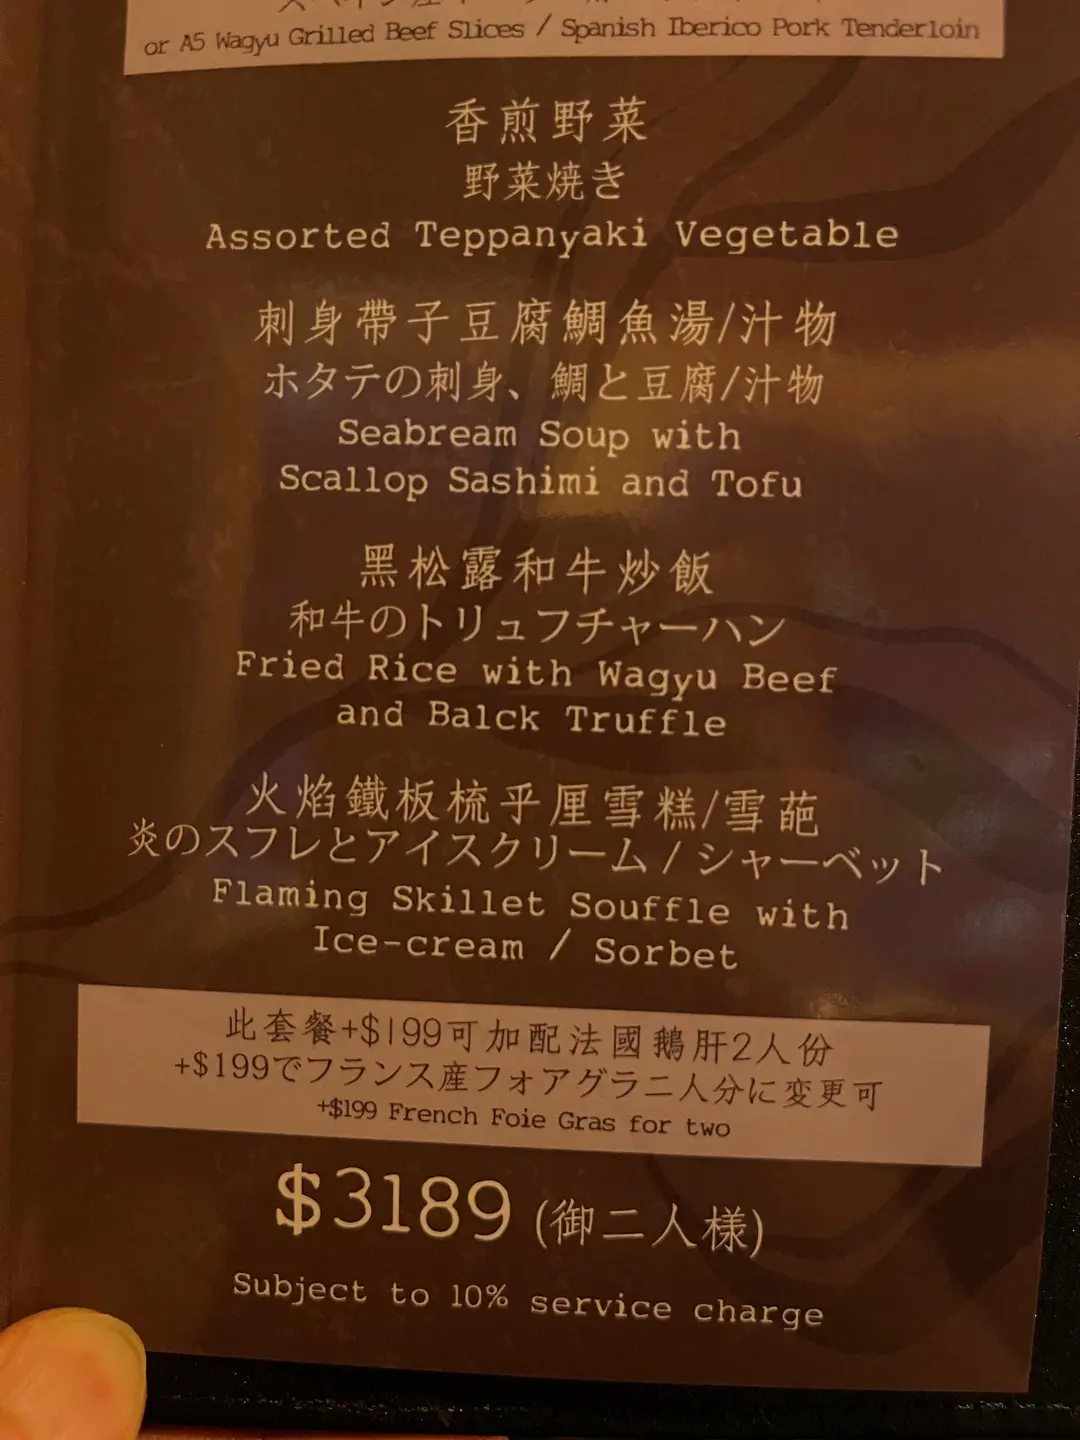 or A5 Wagyu Grilled Beef Slices / Spanish Iberico Pork Tenderloin
香煎野菜
野菜焼き
Assorted Teppanyaki Vegetable
刺身帶子豆腐鯛魚湯/汁物
ホタテの刺身、鯛と豆腐/汁物
Seabream Soup with
Scallop Sashimi and Tofu
黑松露和牛炒飯
和牛のトリュフチャーハン
Fried Rice with Wagyu Beef
and Balck Truffle
火焰鐵板梳乎厘雪糕/雪葩
炎のスフレとアイスクリーム/シャーベット
Flaming Skillet Souffle with
Ice-cream / Sorbet
此套餐+$199可加配法國鵝肝2人份
+$199でフランス産フォアグラ二人分に変更可
+$199 French Foie Gras for two
$3189 (御二人様)
Subject to 10% service charge